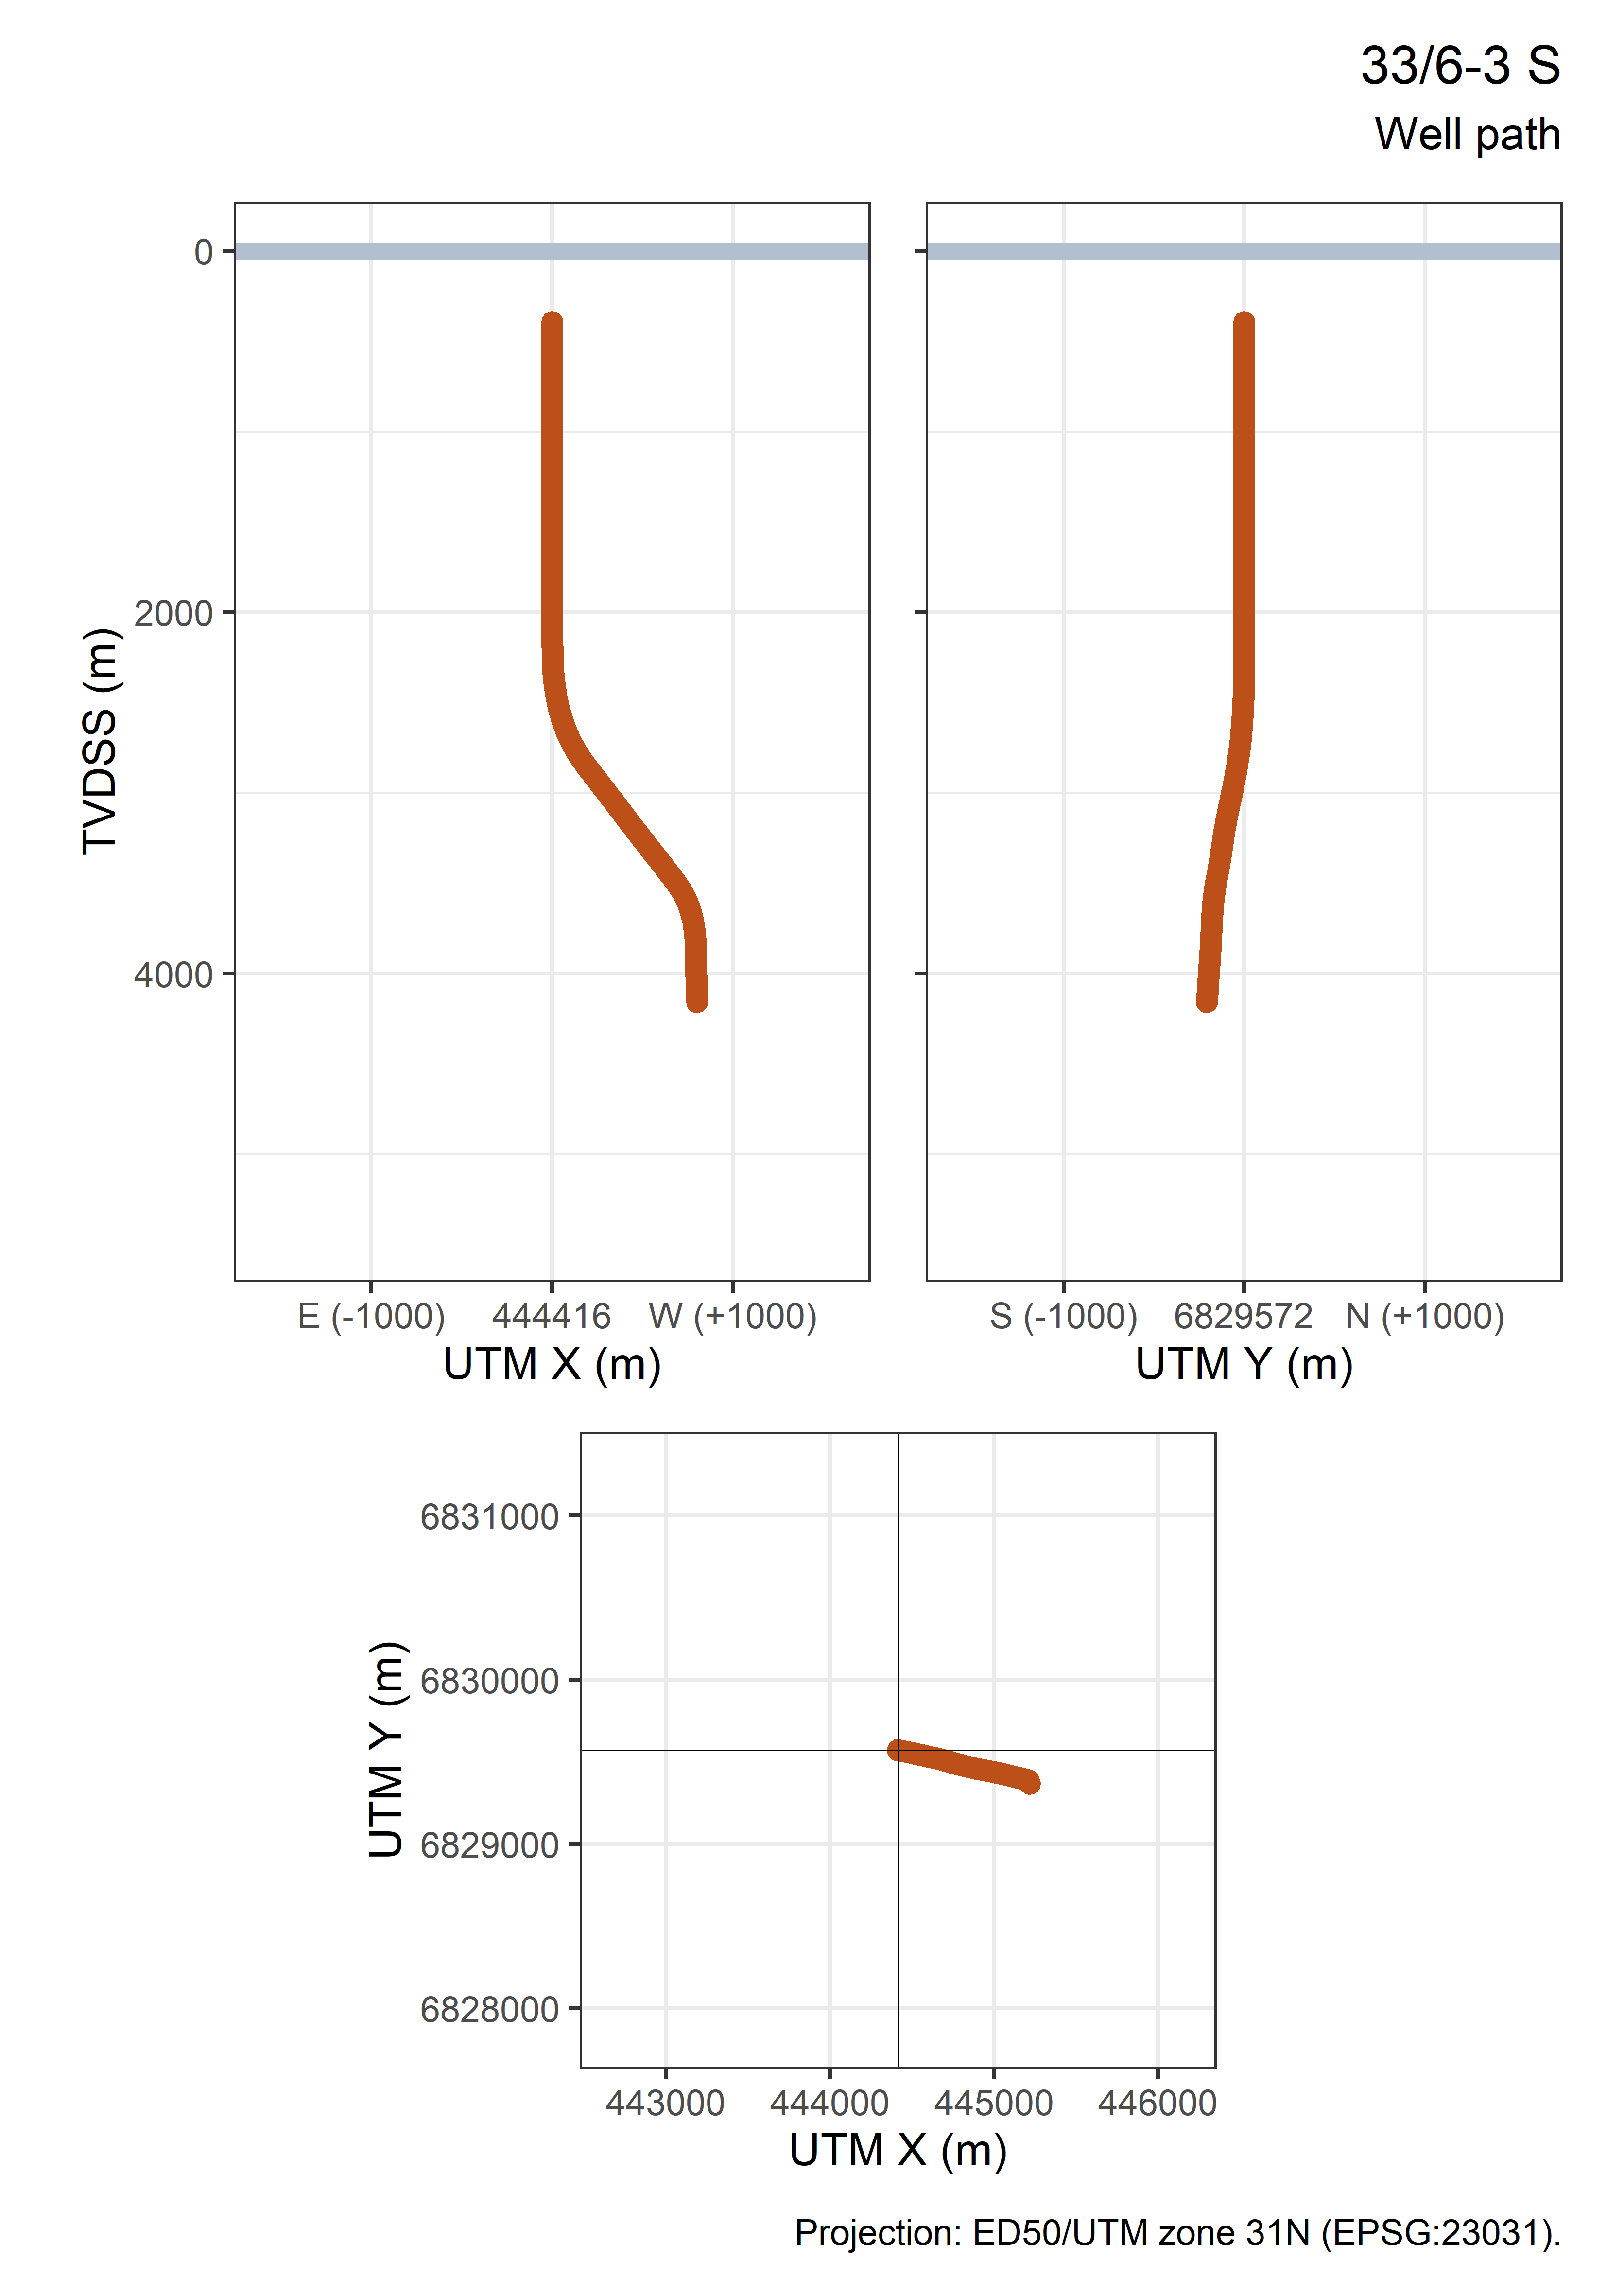 33/6-3 S
Well path
TVDSS (m)
0
2000
4000
E (-1000) 444416 W (+1000)
UTM X (m)
S (-1000) 6829572 N (+1000)
UTM Y (m)
UTM Y (m)
6831000
6830000
6829000
6828000
443000 444000 445000 446000
UTM X (m)
Projection: ED50/UTM zone 31N (EPSG:23031).